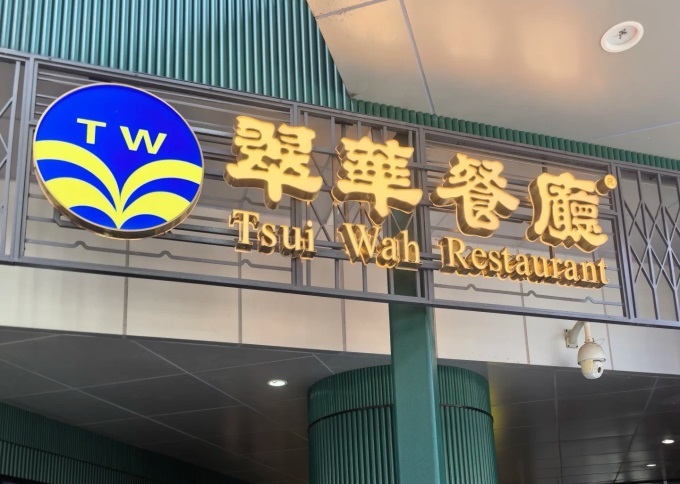 TW
翠華餐廳®
Tsui Wah Restaurant